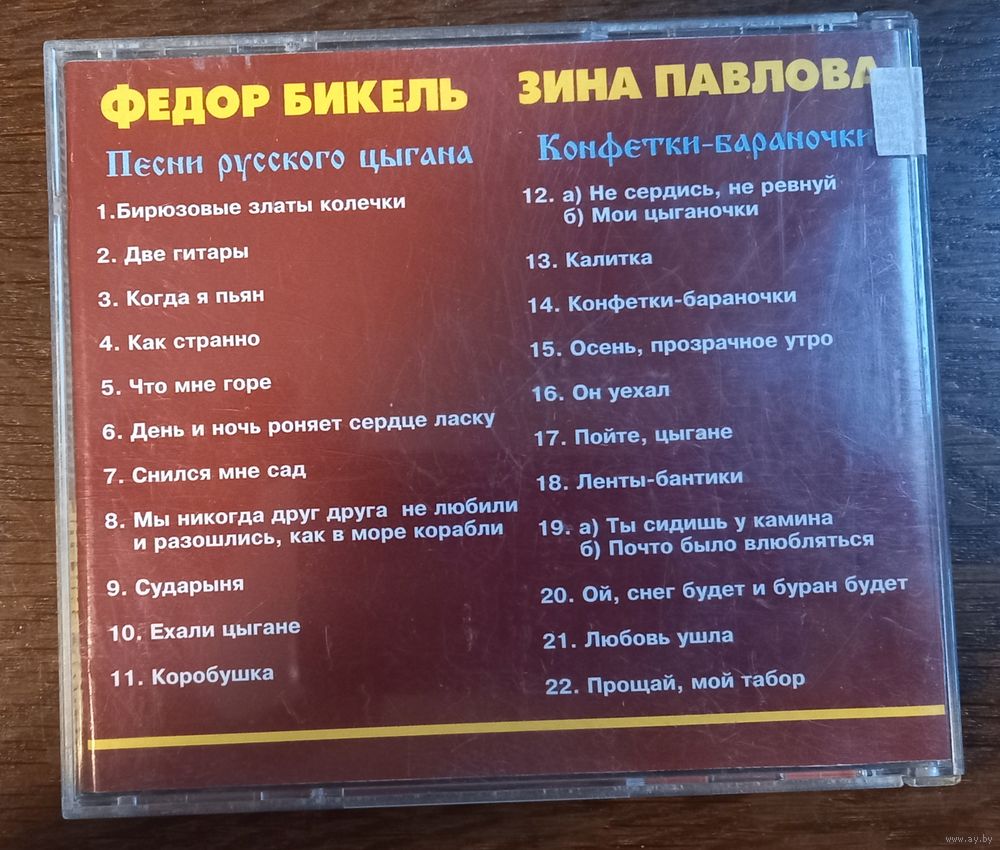 ФЕДОР БИКЕЛЬ
Песни русского цыгана
1.Бирюзовые златы колечки
2. Две гитары
3. Когда я пьян
4. Как странно
5. Что мне горе
6. День и ночь роняет сердце ласку
7. Снился мне сад
8. Мы никогда друг друга не любили
и разошлись, как в море корабли
9. Сударыня
10. Ехали цыгане
11. Коробушка
ЗИНА ПАВЛОВА
Конфетки-бараночки
12. а) Не сердись, не ревнуй
б) Мои цыганочки
13. Калитка
14. Конфетки-бараночки
15. Осень, прозрачное утро
16. Он уехал
17. Пойте, цыгане
18. Ленты-бантики
19. а) Ты сидишь у камина
б) Почто было влюбляться
20. Ой, снег будет и буран будет
21. Любовь ушла
22. Прощай, мой табор
www.ay.by